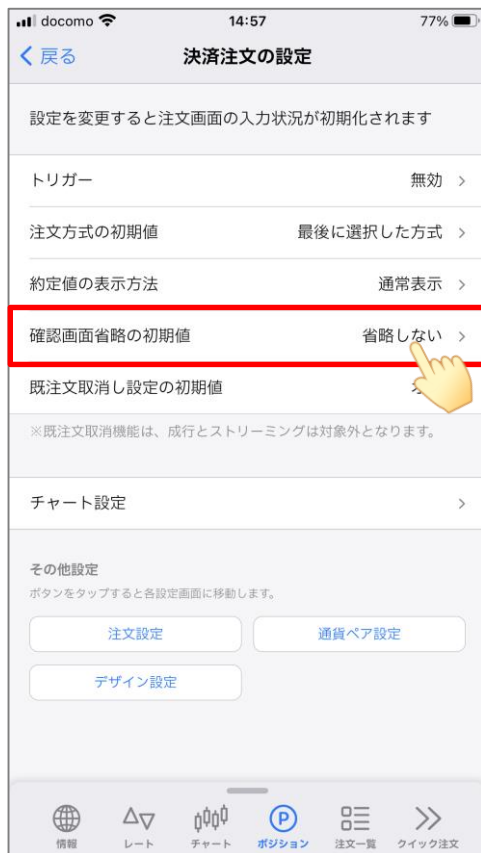 docomo 14:57 77%
戻る 決済注文の設定
設定を変更すると注文画面の入力状況が初期化されます
トリガー 無効
注文方式の初期値 最後に選択した方式
約定値の表示方法 通常表示
確認画面省略の初期値 省略しない
既注文取消し設定の初期値
※既注文取消機能は、成行とストリーミングは対象外となります。
チャート設定
その他設定
ボタンをタップすると各設定画面に移動します。
注文設定 通貨ペア設定
デザイン設定
P
情報 レート チャート ポジション 注文一覧 クイック注文